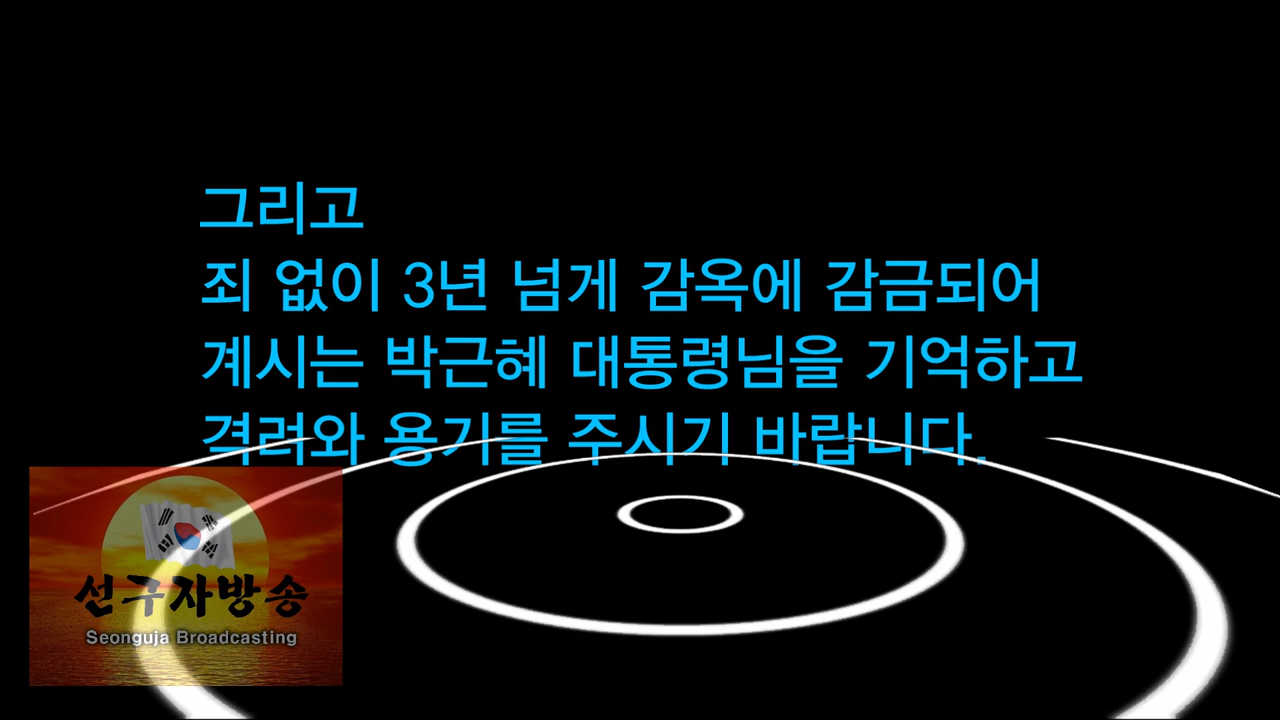 그리고
죄 없이 3년 넘게 감옥에 감금되어
계시는 박근혜 대통령님을 기억하고
격려와 용기를 주시기 바랍니다.
선구자방송
Seonguja Broadcasting